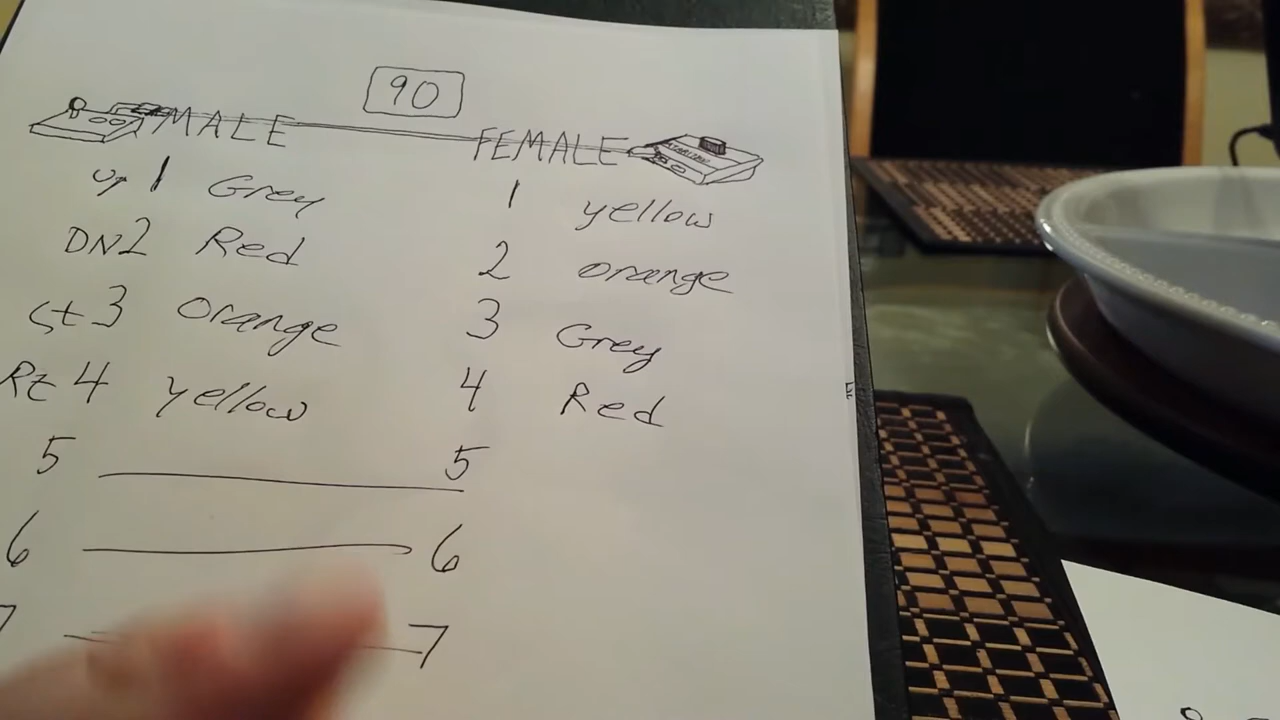 90
MALE FEMALE
up 1 Grey 1 yellow
DN2 Red 2 orange
3 Orange 3 Grey
Rt 4 yellow 4 Red
5 5
6 6
7 7